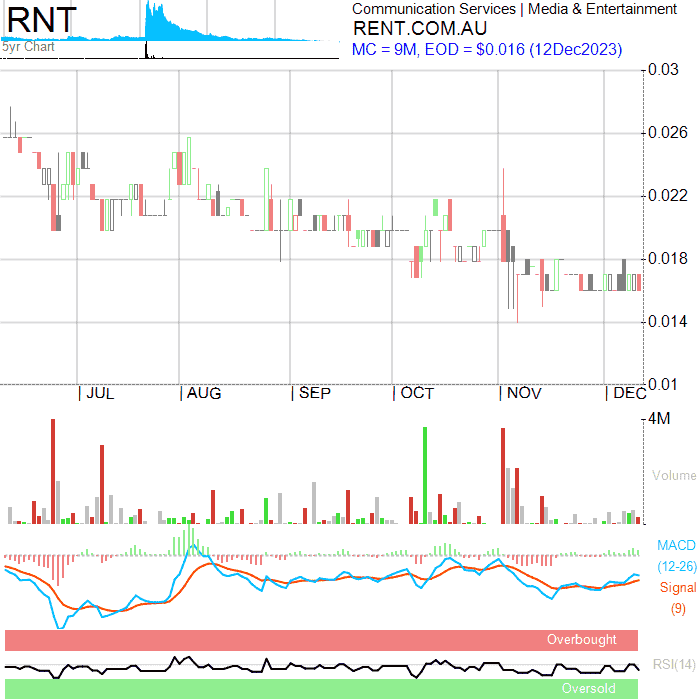 RNT
5yr Chart
Communication Services | Media & Entertainment
RENT.COM.AU
MC = 9M, EOD = $0.016 (12Dec2023)
0.03
0.026
0.022
0.018
0.014
0.01
| JUL | AUG | SEP | OCT | NOV | DEC
4M
Volume
MACD
(12-26)
Signal
(9)
Overbought
RSI(14)
Oversold